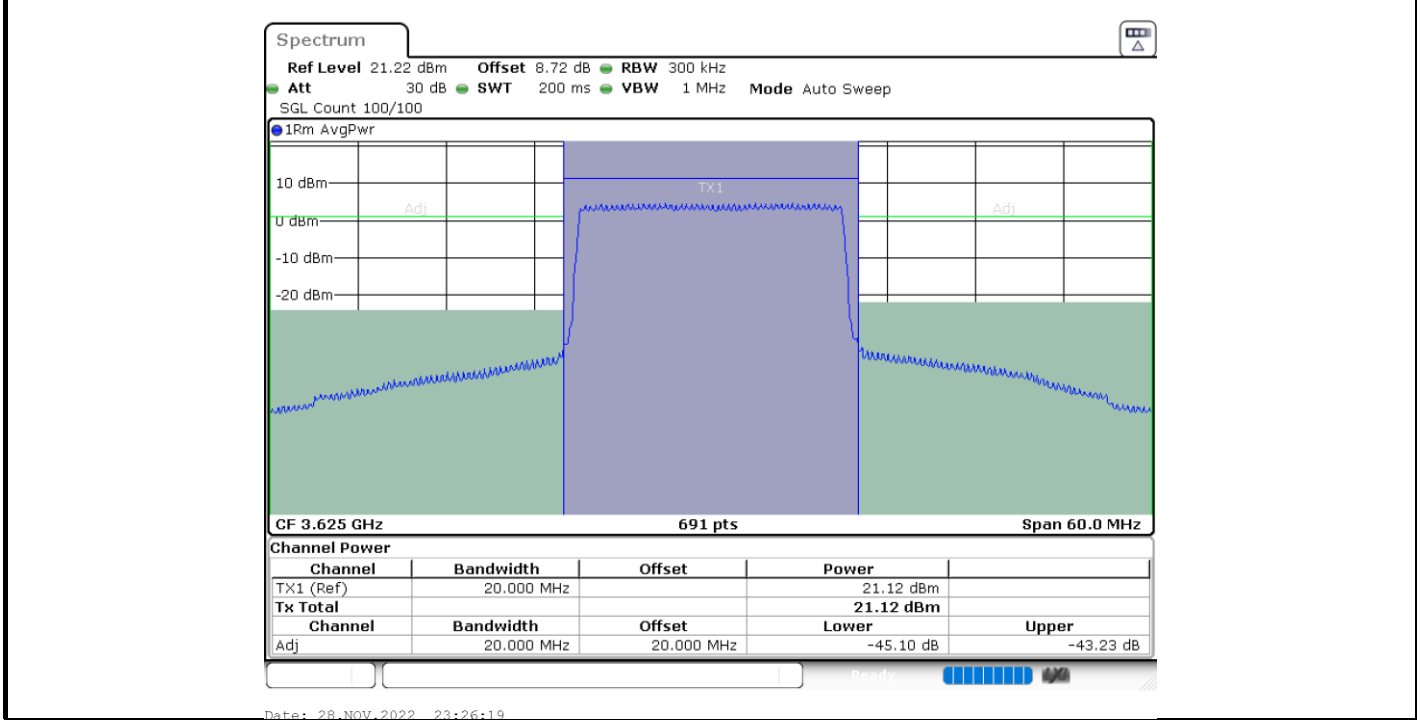 Spectrum
Ref Level 21.22 dBm Offset 8.72 dB RBW 300 kHz
Att 30 dB SWT 200 ms VBW 1 MHz Mode Auto Sweep
SGL Count 100/100
1Rm AvgPwr
10 dBm
TX1
Adj Adj
0 dBm
-10 dBm
-20 dBm
CF 3.625 GHz 691 pts Span 60.0 MHz
Channel Power
Channel Bandwidth Offset Power
TX1 (Ref) 20.000 MHz 21.12 dBm
Tx Total 21.12 dBm
Channel Bandwidth Offset Lower Upper
Adj 20.000 MHz 20.000 MHz -45.10 dB -43.23 dB
Ready
Date: 28.NOV.2022 23:26:19